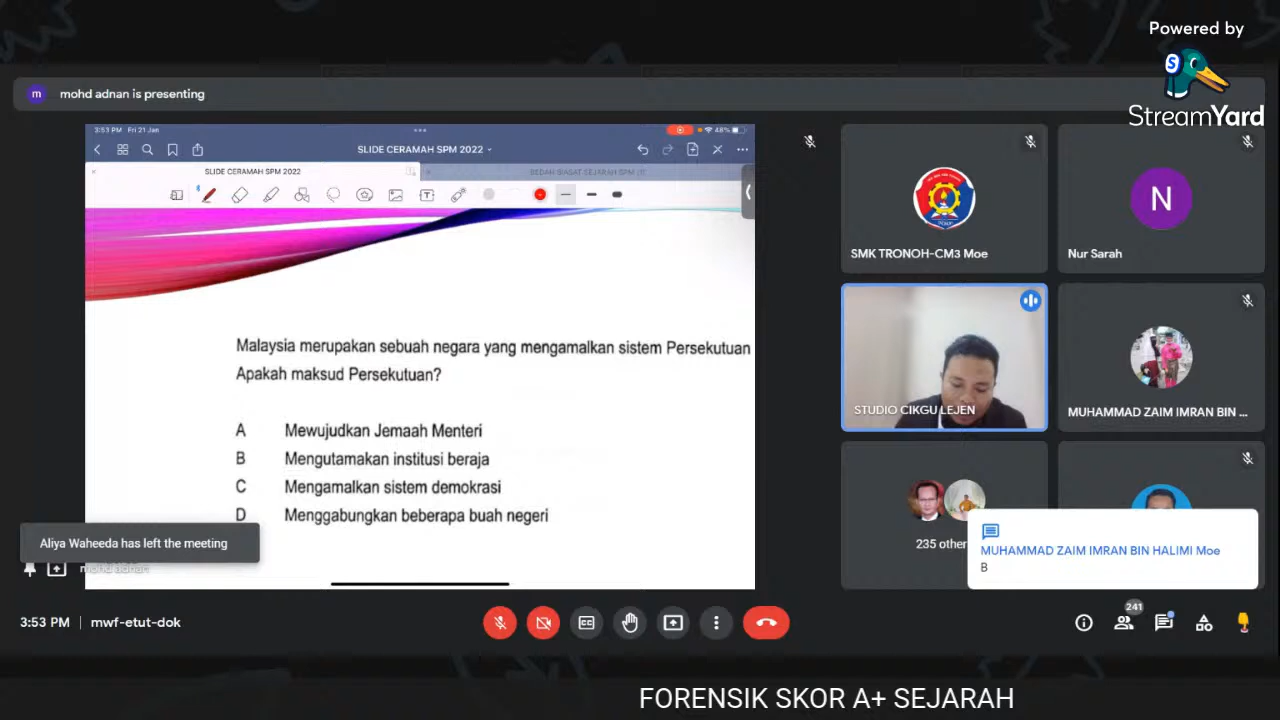 Powered by
StreamYard
m
mohd adnan is presenting
3:53 PM Fri 21 Jan
48%
SLIDE CERAMAH SPM 2022
SLIDE CERAMAH SPM 2022
T
Malaysia merupakan sebuah negara yang mengamalkan sistem Persekutuan
Apakah maksud Persekutuan?
A Mewujudkan Jemaah Menteri
B Mengutamakan institusi beraja
C Mengamalkan sistem demokrasi
D Menggabungkan beberapa buah negeri
SMK TRONOH-CM3 Moe
N
Nur Sarah
STUDIO CIKGU LEJEN
MUHAMMAD ZAIM IMRAN BIN ...
235 other
MUHAMMAD ZAIM IMRAN BIN HALIMI Moe
B
Aliya Waheeda has left the meeting
mohd adnan
3:53 PM | mwf-etut-dok
CC
241
FORENSIK SKOR A+ SEJARAH